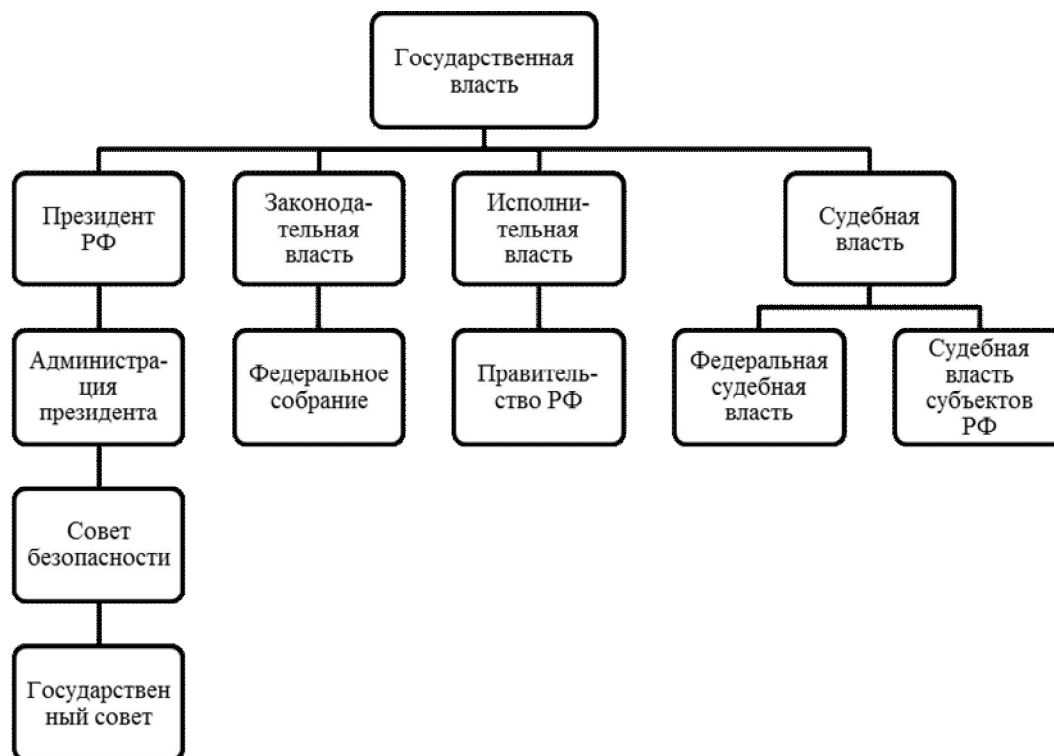 Государственная
власть
Президент
РФ
Законода-
тельная
власть
Исполни-
тельная
власть
Судебная
власть
Администра-
ция
президента
Федеральное
собрание
Правитель-
ство РФ
Федеральная
судебная
власть
Судебная
власть
субъектов
РФ
Совет
безопасности
Государствен
ный совет